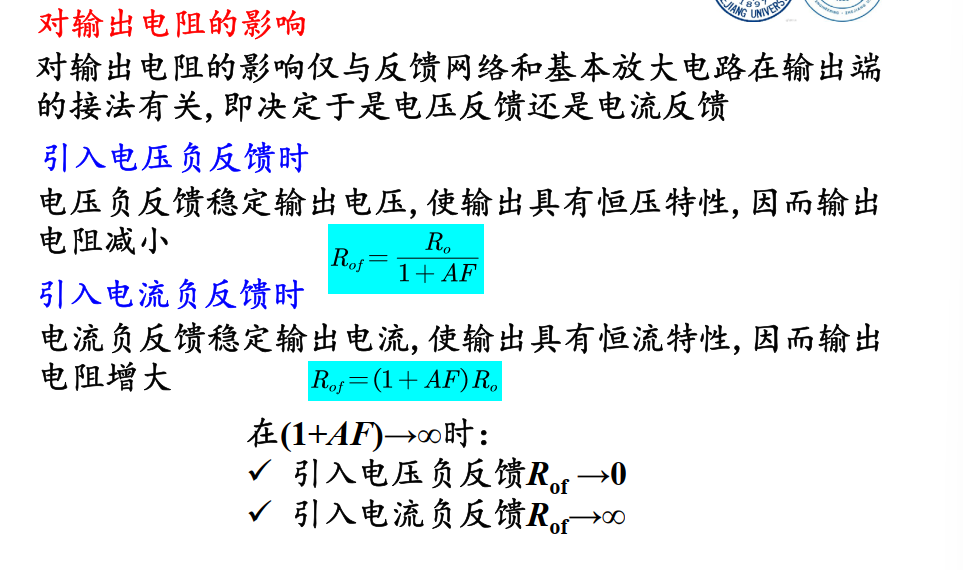 对输出电阻的影响
对输出电阻的影响仅与反馈网络和基本放大电路在输出端
的接法有关,即决定于是电压反馈还是电流反馈
引入电压负反馈时
电压负反馈稳定输出电压,使输出具有恒压特性,因而输出
电阻减小
R_{of} = \frac{R_o}{1 + AF}
引入电流负反馈时
电流负反馈稳定输出电流,使输出具有恒流特性,因而输出
电阻增大
R_{of} = (1 + AF) R_o
在(1+AF)→∞时:
✓ 引入电压负反馈R_{of} →0
✓ 引入电流负反馈R_{of}→∞